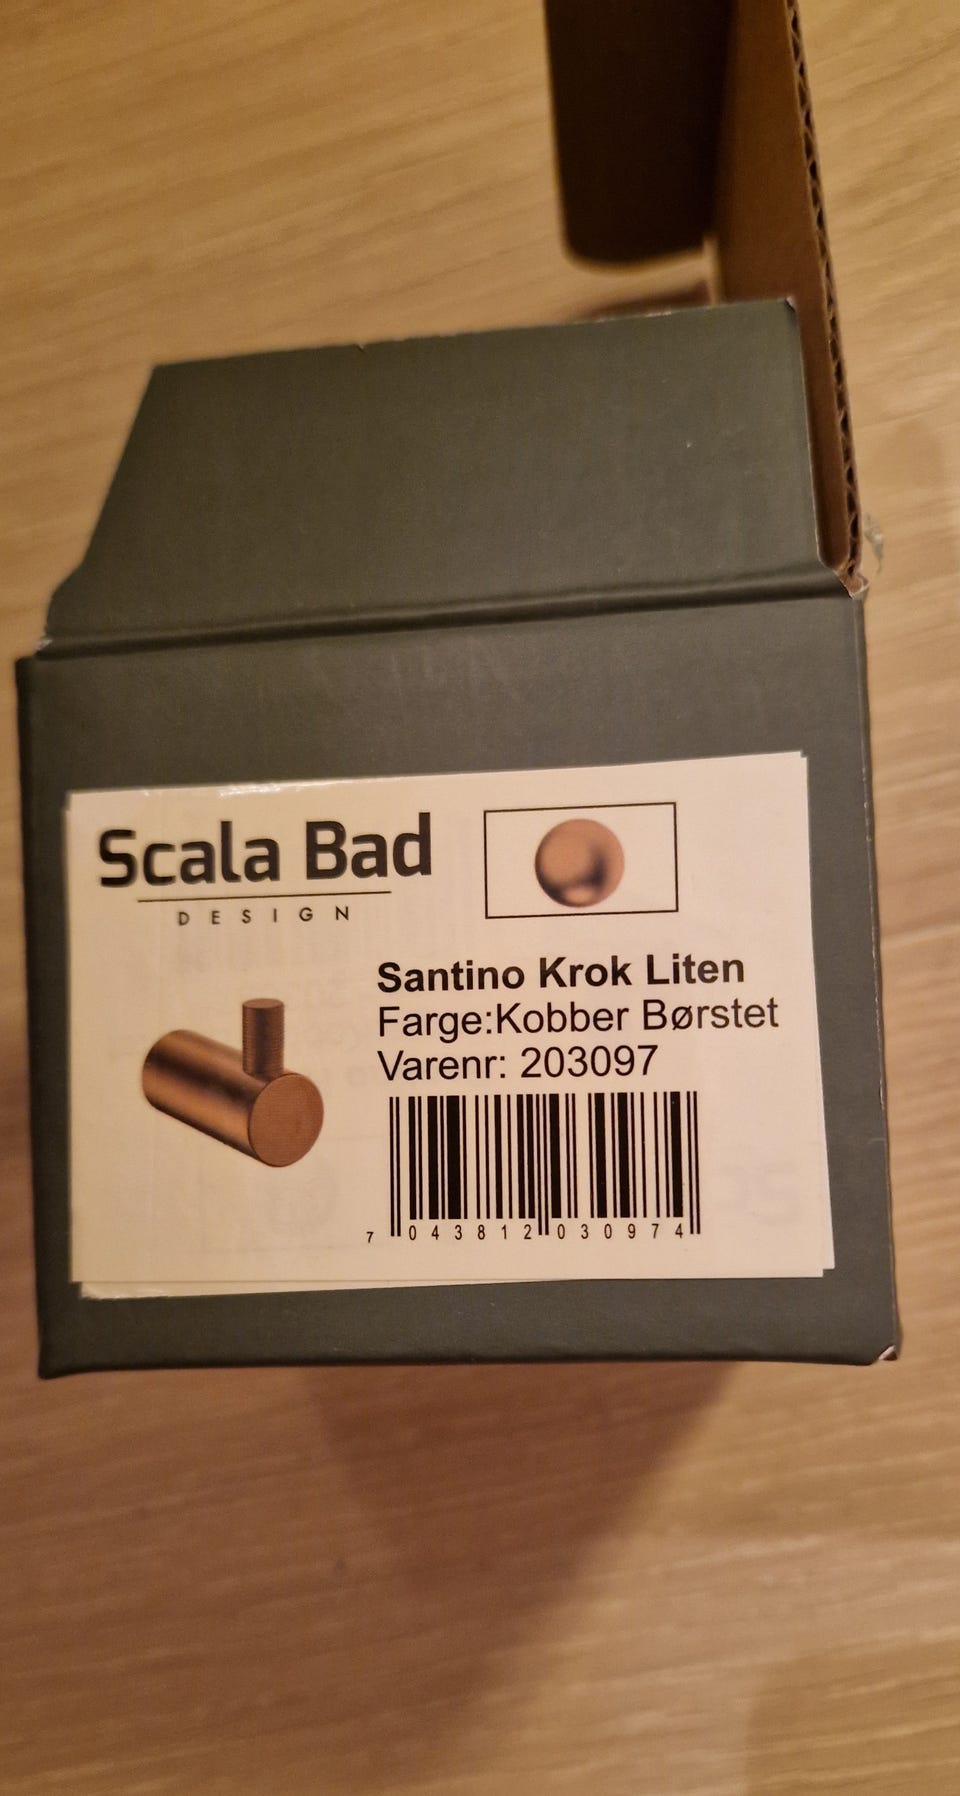 Scala Bad
DESIGN
Santino Krok Liten
Farge:Kobber Børstet
Varenr: 203097
7 043812 030974